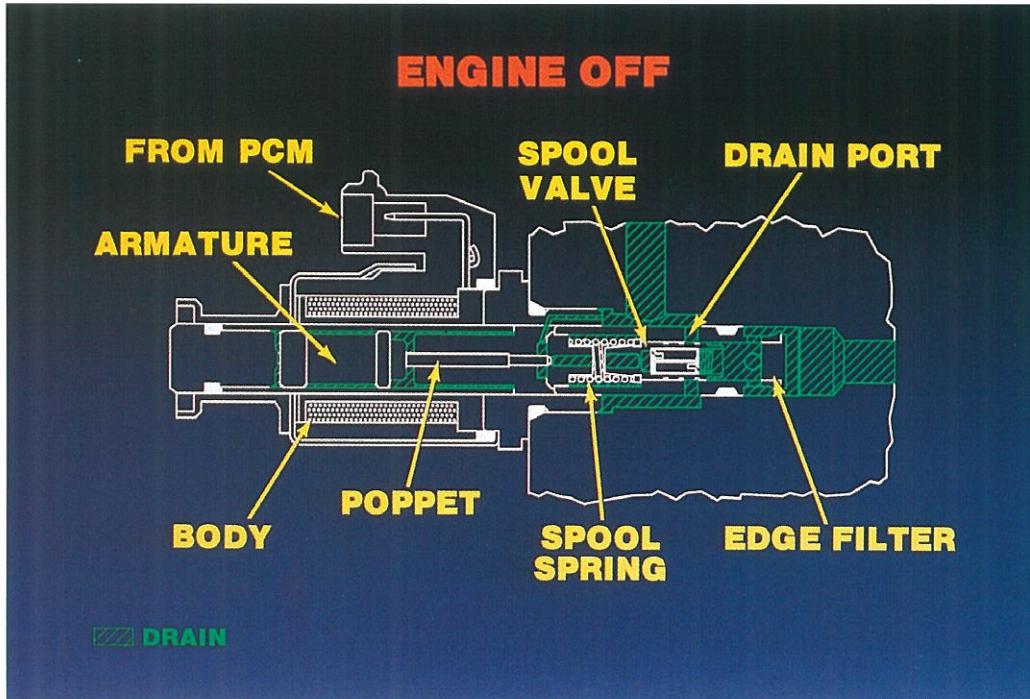 ENGINE OFF
FROM PCM
SPOOL
VALVE
DRAIN PORT
ARMATURE
BODY
POPPET
SPOOL
SPRING
EDGE FILTER
DRAIN